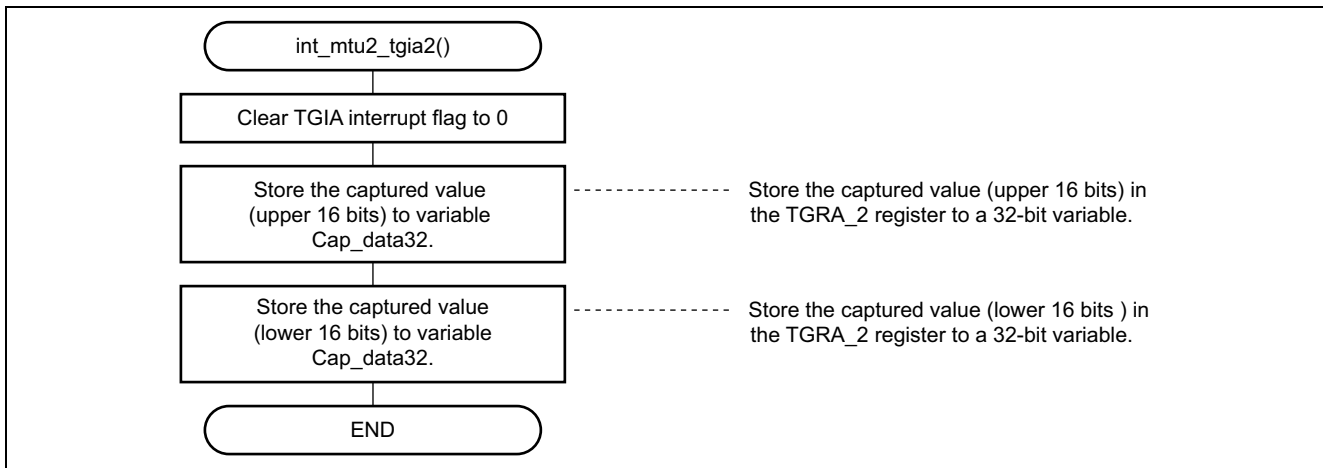 int_mtu2_tgia2()
Clear TGIA interrupt flag to 0
Store the captured value
(upper 16 bits) to variable
Cap_data32.
Store the captured value (upper 16 bits) in
the TGRA_2 register to a 32-bit variable.
Store the captured value
(lower 16 bits) to variable
Cap_data32.
Store the captured value (lower 16 bits ) in
the TGRA_2 register to a 32-bit variable.
END